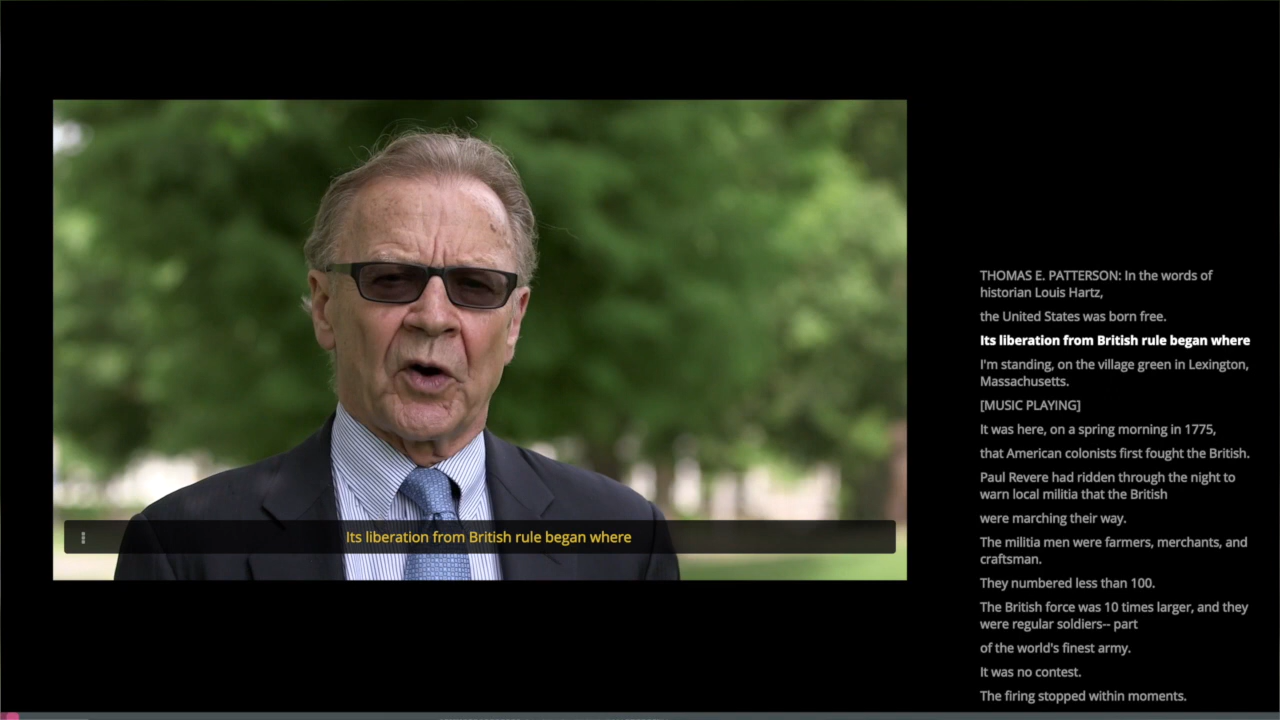 THOMAS E. PATTERSON: In the words of
historian Louis Hartz,
the United States was born free.
Its liberation from British rule began where
I'm standing, on the village green in Lexington,
Massachusetts.
[MUSIC PLAYING]
It was here, on a spring morning in 1775,
that American colonists first fought the British.
Paul Revere had ridden through the night to
warn local militia that the British
were marching their way.
The militia men were farmers, merchants, and
craftsman.
They numbered less than 100.
The British force was 10 times larger, and they
were regular soldiers-- part
of the world's finest army.
It was no contest.
The firing stopped within moments.
Its liberation from British rule began where